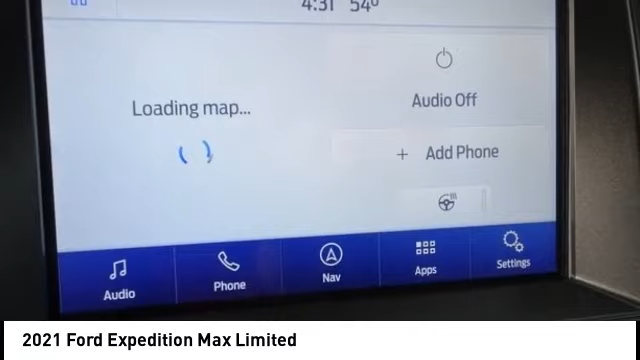 4:31 54°
Loading map...
Audio Off
+ Add Phone
Audio
Phone
Nav
Apps
Settings
2021 Ford Expedition Max Limited